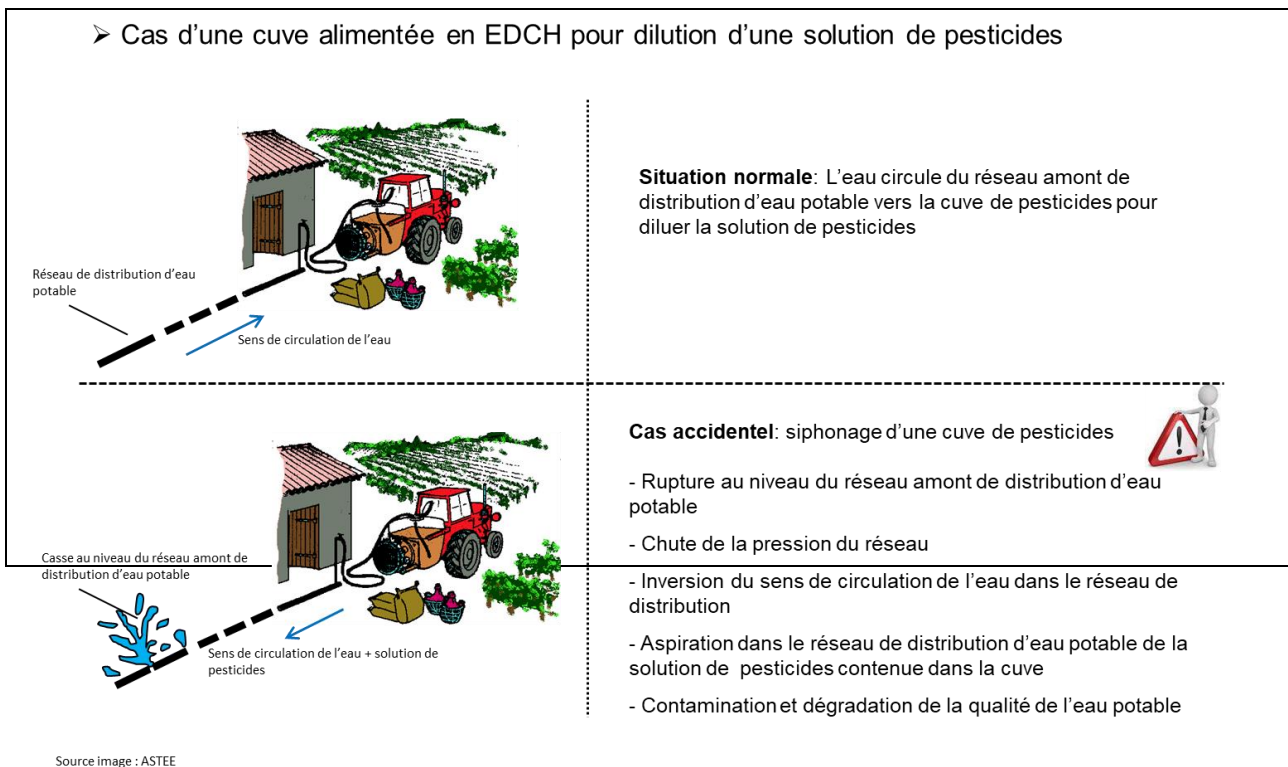 ➢ Cas d'une cuve alimentée en EDCH pour dilution d'une solution de pesticides
Réseau de distribution d'eau
potable
Sens de circulation de l'eau
Situation normale: L'eau circule du réseau amont de
distribution d'eau potable vers la cuve de pesticides pour
diluer la solution de pesticides
Casse au niveau du réseau amont de
distribution d'eau potable
Sens de circulation de l'eau + solution de
pesticides
Cas accidentel: siphonage d'une cuve de pesticides
- Rupture au niveau du réseau amont de distribution d'eau
potable
- Chute de la pression du réseau
- Inversion du sens de circulation de l'eau dans le réseau de
distribution
- Aspiration dans le réseau de distribution d'eau potable de la
solution de pesticides contenue dans la cuve
- Contamination et dégradation de la qualité de l'eau potable
Source image : ASTEE